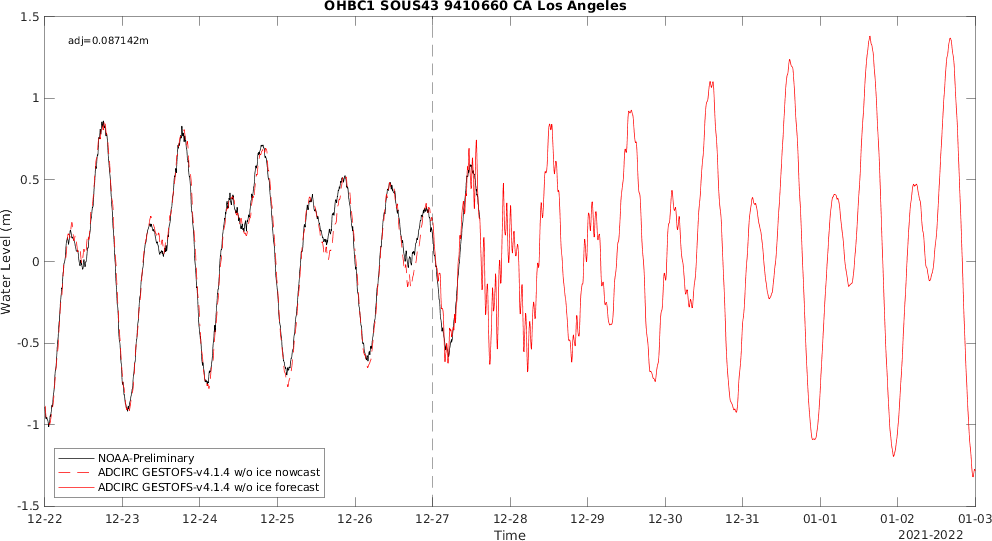 OHBC1 SOUS43 9410660 CA Los Angeles
adj=0.087142m
1.5
1
0.5
0
-0.5
-1
-1.5
Water Level (m)
NOAA-Preliminary
ADCIRC GESTOFS-v4.1.4 w/o ice nowcast
ADCIRC GESTOFS-v4.1.4 w/o ice forecast
12-22 12-23 12-24 12-25 12-26 12-27 12-28 12-29 12-30 12-31 01-01 01-02 01-03
Time
2021-2022